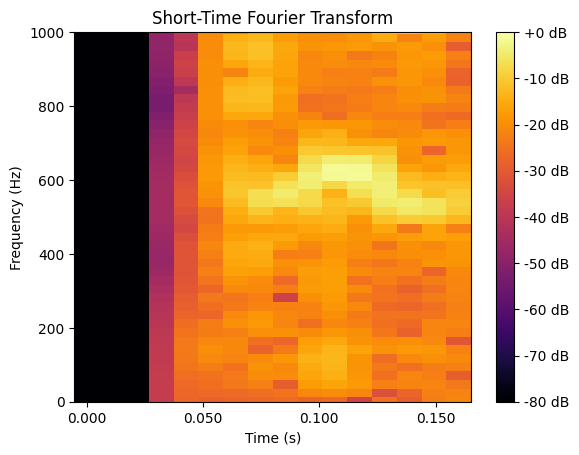 Short-Time Fourier Transform
Frequency (Hz)
1000
800
600
400
200
0
0.000
0.050
0.100
0.150
Time (s)
+0 dB
-10 dB
-20 dB
-30 dB
-40 dB
-50 dB
-60 dB
-70 dB
-80 dB